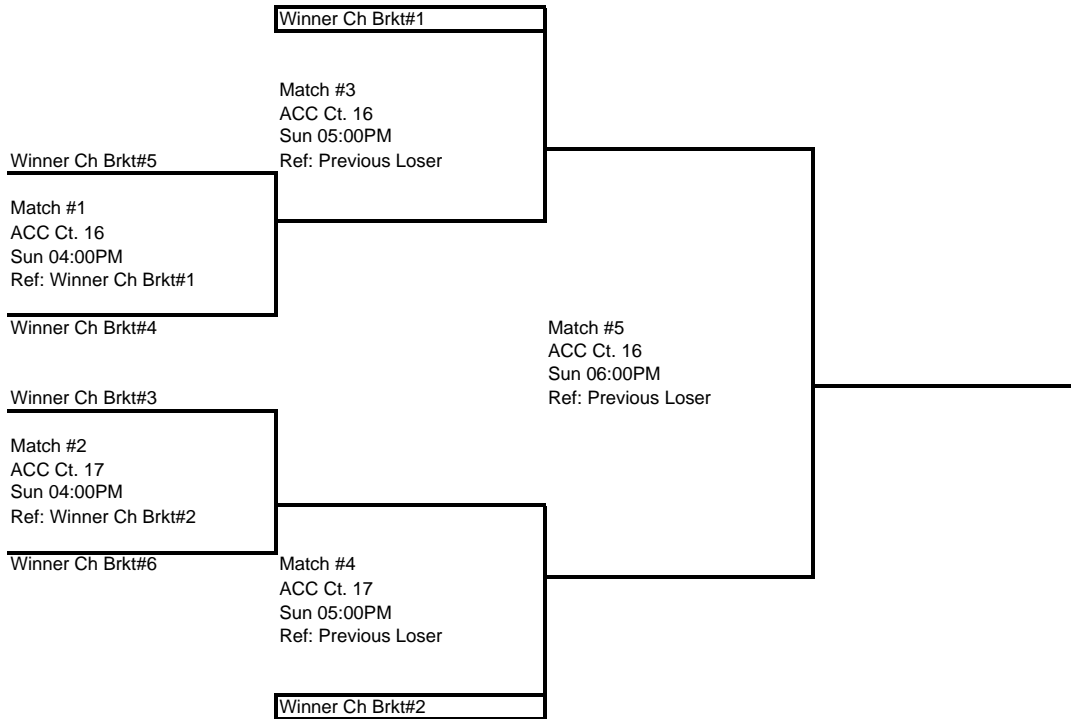 Winner Ch Brkt#1
Match #3
ACC Ct. 16
Sun 05:00PM
Ref: Previous Loser
Winner Ch Brkt#5
Match #1
ACC Ct. 16
Sun 04:00PM
Ref: Winner Ch Brkt#1
Winner Ch Brkt#4
Match #5
ACC Ct. 16
Sun 06:00PM
Ref: Previous Loser
Winner Ch Brkt#3
Match #2
ACC Ct. 17
Sun 04:00PM
Ref: Winner Ch Brkt#2
Winner Ch Brkt#6
Match #4
ACC Ct. 17
Sun 05:00PM
Ref: Previous Loser
Winner Ch Brkt#2